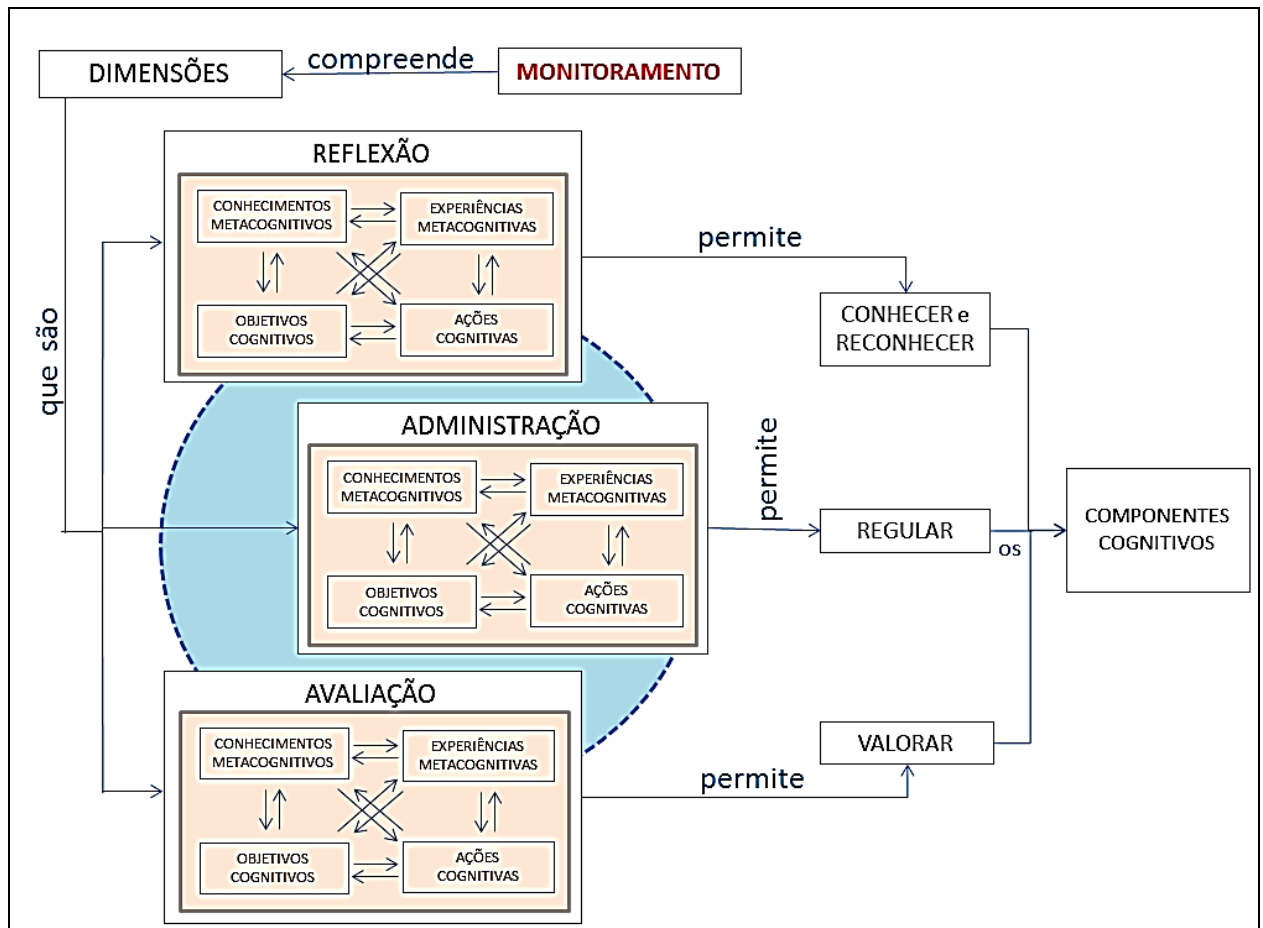 DIMENSÕES
compreende
MONITORAMENTO
que são
REFLEXÃO
CONHECIMENTOS
METACOGNITIVOS
EXPERIÊNCIAS
METACOGNITIVAS
OBJETIVOS
COGNITIVOS
AÇÕES
COGNITIVAS
permite
CONHECER e
RECONHECER
ADMINISTRAÇÃO
CONHECIMENTOS
METACOGNITIVOS
EXPERIÊNCIAS
METACOGNITIVAS
OBJETIVOS
COGNITIVOS
AÇÕES
COGNITIVAS
permite
REGULAR
os
COMPONENTES
COGNITIVOS
AVALIAÇÃO
CONHECIMENTOS
METACOGNITIVOS
EXPERIÊNCIAS
METACOGNITIVAS
OBJETIVOS
COGNITIVOS
AÇÕES
COGNITIVAS
permite
VALORAR